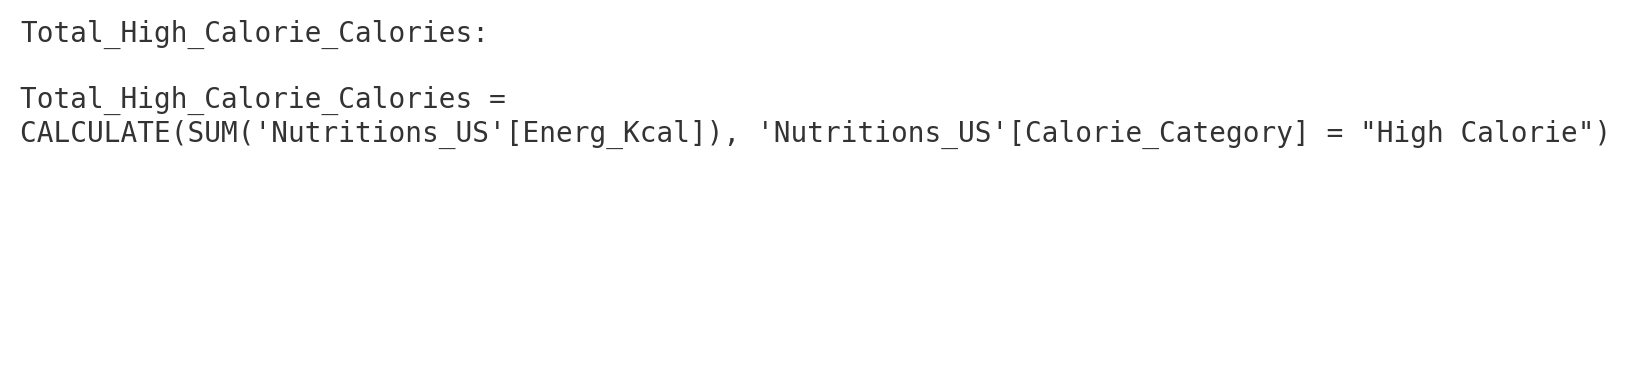 Total_High_Calorie_Calories:
Total_High_Calorie_Calories =
CALCULATE(SUM('Nutritions_US'[Energ_Kcal]), 'Nutritions_US'[Calorie_Category] = "High Calorie")